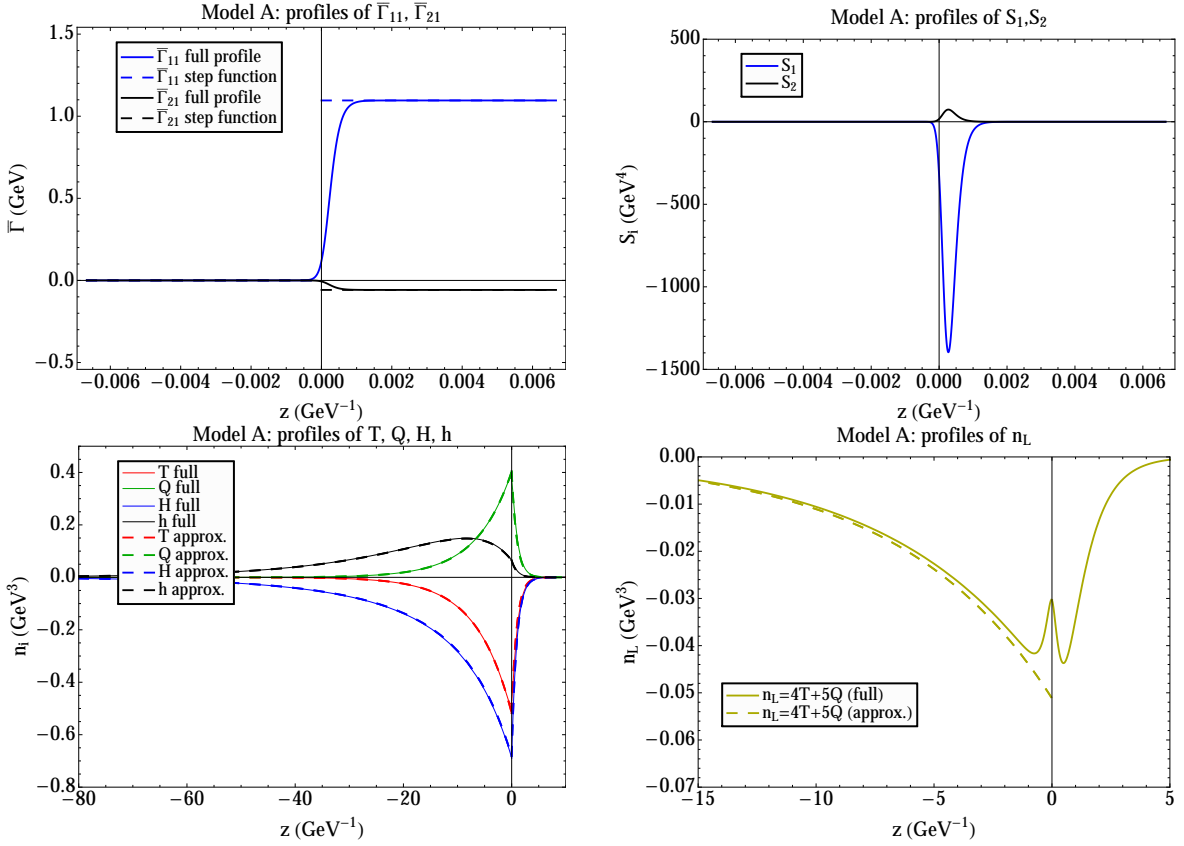 Model A: profiles of Γ̅₁₁, Γ̅₂₁
1.5
1.0
0.5
0.0
−0.5
Γ̅ (GeV)
Γ̅₁₁ full profile
Γ̅₁₁ step function
Γ̅₂₁ full profile
Γ̅₂₁ step function
−0.006 −0.004 −0.002 0.000 0.002 0.004 0.006
z (GeV⁻¹)
Model A: profiles of S₁,S₂
500
0
−500
−1000
−1500
Sᵢ (GeV⁴)
S₁
S₂
−0.006 −0.004 −0.002 0.000 0.002 0.004 0.006
z (GeV⁻¹)
Model A: profiles of T, Q, H, h
0.4
0.2
0.0
−0.2
−0.4
−0.6
−0.8
nᵢ (GeV³)
T full
Q full
H full
h full
T approx.
Q approx.
H approx.
h approx.
−80 −60 −40 −20 0
z (GeV⁻¹)
Model A: profiles of n_L
0.00
−0.01
−0.02
−0.03
−0.04
−0.05
−0.06
−0.07
n_L (GeV³)
n_L=4T+5Q (full)
n_L=4T+5Q (approx.)
−15 −10 −5 0 5
z (GeV⁻¹)